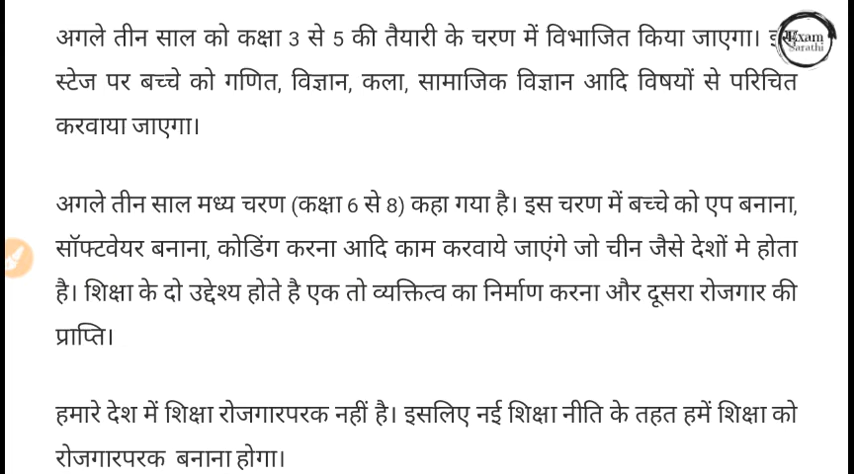 अगले तीन साल को कक्षा 3 से 5 की तैयारी के चरण में विभाजित किया जाएगा।
Exam
Sarathi
स्टेज पर बच्चे को गणित, विज्ञान, कला, सामाजिक विज्ञान आदि विषयों से परिचित
करवाया जाएगा।
अगले तीन साल मध्य चरण (कक्षा 6 से 8) कहा गया है। इस चरण में बच्चे को एप बनाना,
सॉफ्टवेयर बनाना, कोडिंग करना आदि काम करवाये जाएंगे जो चीन जैसे देशों मे होता
है। शिक्षा के दो उद्देश्य होते है एक तो व्यक्तित्व का निर्माण करना और दूसरा रोजगार की
प्राप्ति।
हमारे देश में शिक्षा रोजगारपरक नहीं है। इसलिए नई शिक्षा नीति के तहत हमें शिक्षा को
रोजगारपरक बनाना होगा।